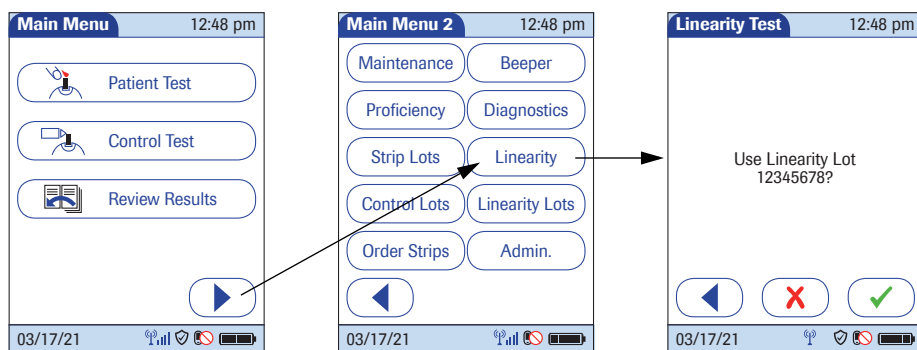 Main Menu 12:48 pm
Patient Test
Control Test
Review Results
03/17/21
Main Menu 2 12:48 pm
Maintenance Beeper
Proficiency Diagnostics
Strip Lots Linearity
Control Lots Linearity Lots
Order Strips Admin.
03/17/21
Linearity Test 12:48 pm
Use Linearity Lot
12345678?
03/17/21